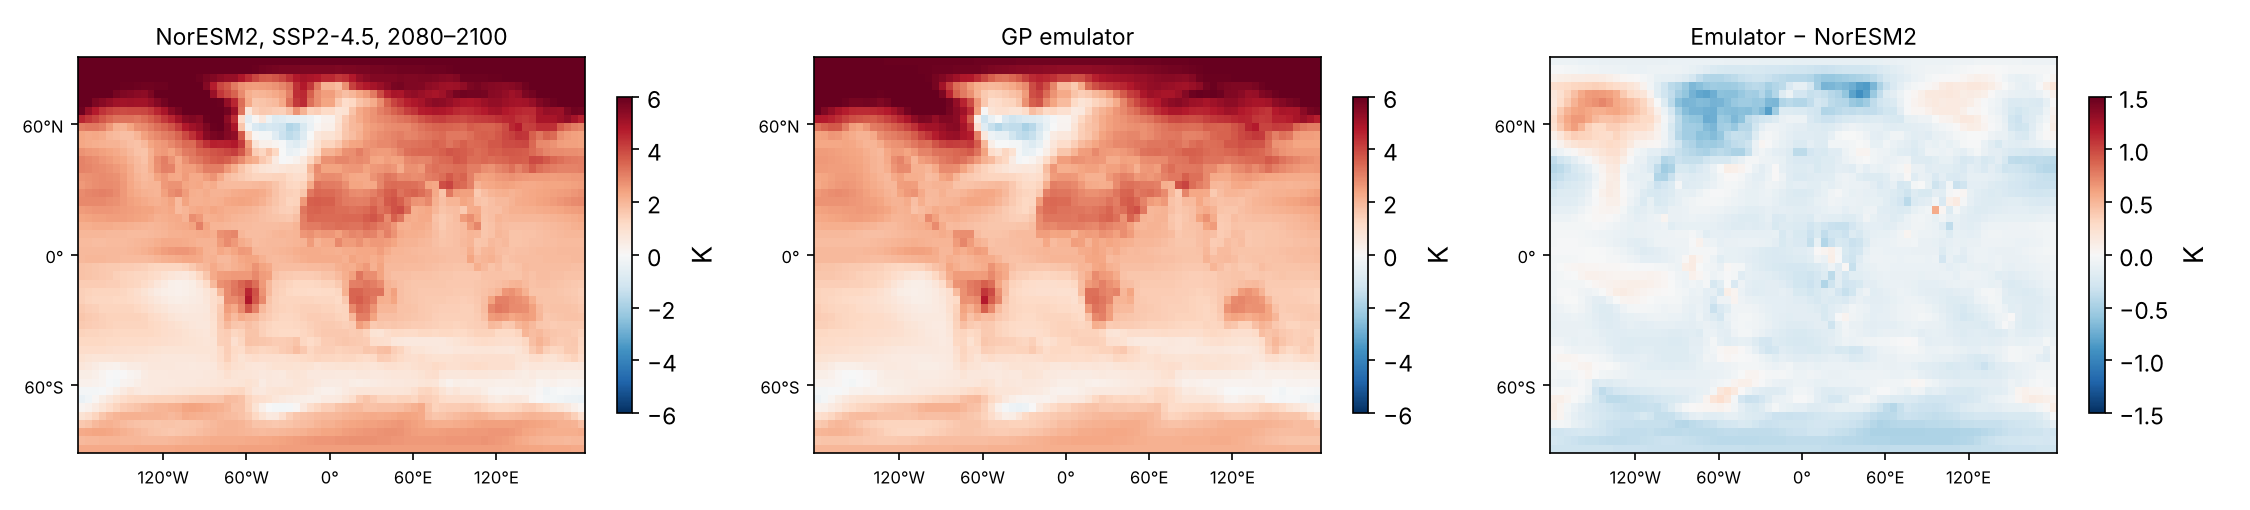 NorESM2, SSP2-4.5, 2080–2100
60°N
0°
60°S
120°W 60°W 0° 60°E 120°E
6
4
2
0
−2
−4
−6
K
GP emulator
60°N
0°
60°S
120°W 60°W 0° 60°E 120°E
6
4
2
0
−2
−4
−6
K
Emulator − NorESM2
60°N
0°
60°S
120°W 60°W 0° 60°E 120°E
1.5
1.0
0.5
0.0
−0.5
−1.0
−1.5
K